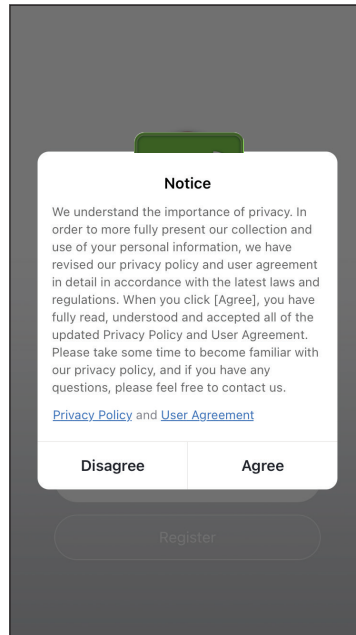 Notice
We understand the importance of privacy. In
order to more fully present our collection and
use of your personal information, we have
revised our privacy policy and user agreement
in detail in accordance with the latest laws and
regulations. When you click [Agree], you have
fully read, understood and accepted all of the
updated Privacy Policy and User Agreement.
Please take some time to become familiar with
our privacy policy, and if you have any
questions, please feel free to contact us.
Privacy Policy and User Agreement
Disagree Agree
Register